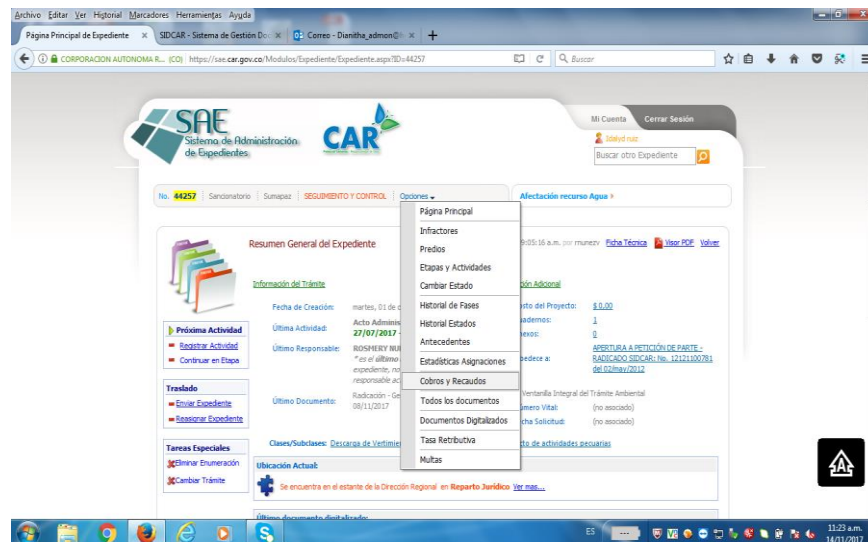 Archivo Editar Ver Historial Marcadores Herramientas Ayuda
Página Principal de Expediente × SIDCAR - Sistema de Gestión Do × Correo - Dianitha_admon@h × +
CORPORACION AUTONOMA R... (CO) https://sae.car.gov.co/Modulos/Expediente/Expediente.aspx?ID=44257 Buscar
SAE
Sistema de Administración
de Expedientes
CAR
Mi Cuenta Cerrar Sesión
Idalyd ruiz
Buscar otro Expediente
No. 44257 Sancionatorio Sumapaz SEGUIMIENTO Y CONTROL Opciones Afectación recurso Agua >
Página Principal
Infractores
Predios
Etapas y Actividades
Cambiar Estado
Historial de Fases
Historial Estados
Antecedentes
Estadísticas Asignaciones
Cobros y Recaudos
Todos los documentos
Documentos Digitalizados
Tasa Retributiva
Multas
Resumen General del Expediente
9:05:16 a.m. por rmunezv Ficha Técnica Visor PDF Volver
Información del Trámite
ión Adicional
Fecha de Creación: martes, 01 de
Última Actividad: Acto Adminis
27/07/2017 -
Último Responsable: ROSMERY NU
* es el último
expediente, no
responsable ac
Último Documento: Radicación - Ge
08/11/2017
osto del Proyecto: $ 0.00
uadernos: 1
nexos: 0
bedece a: APERTURA A PETICIÓN DE PARTE -
RADICADO SIDCAR: No. 12121100781
del 02/may/2012
Ventanilla Integral del Trámite Ambiental
úmero Vital: (no asociado)
cha Solicitud: (no asociado)
Próxima Actividad
Registrar Actividad
Continuar en Etapa
Traslado
Enviar Expediente
Reasignar Expediente
Tareas Especiales
Eliminar Enumeración
Cambiar Trámite
Clases/Subclases: Descarga de Vertimie
cto de actividades pecuarias
Ubicación Actual:
Se encuentra en el estante de la Dirección Regional en Reparto Jurídico Ver mas...
Último documento digitalizado:
ES
11:23 a.m.
14/11/2017